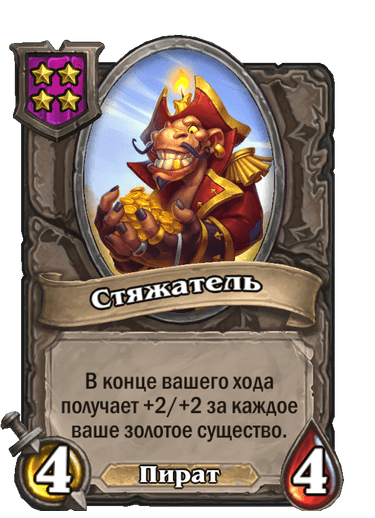 Стяжатель
В конце вашего хода
получает +2/+2 за каждое
ваше золотое существо.
4
Пират
4